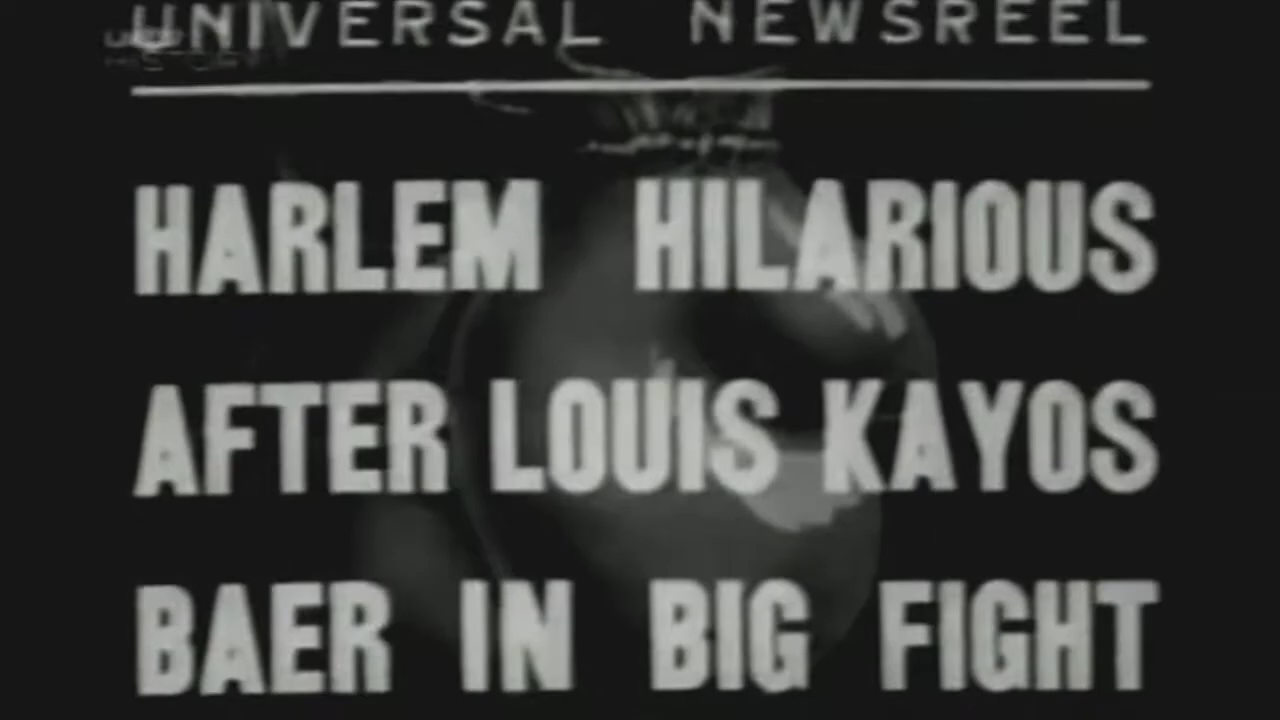 UNIVERSAL NEWSREEL
HARLEM HILARIOUS
AFTER LOUIS KAYOS
BAER IN BIG FIGHT